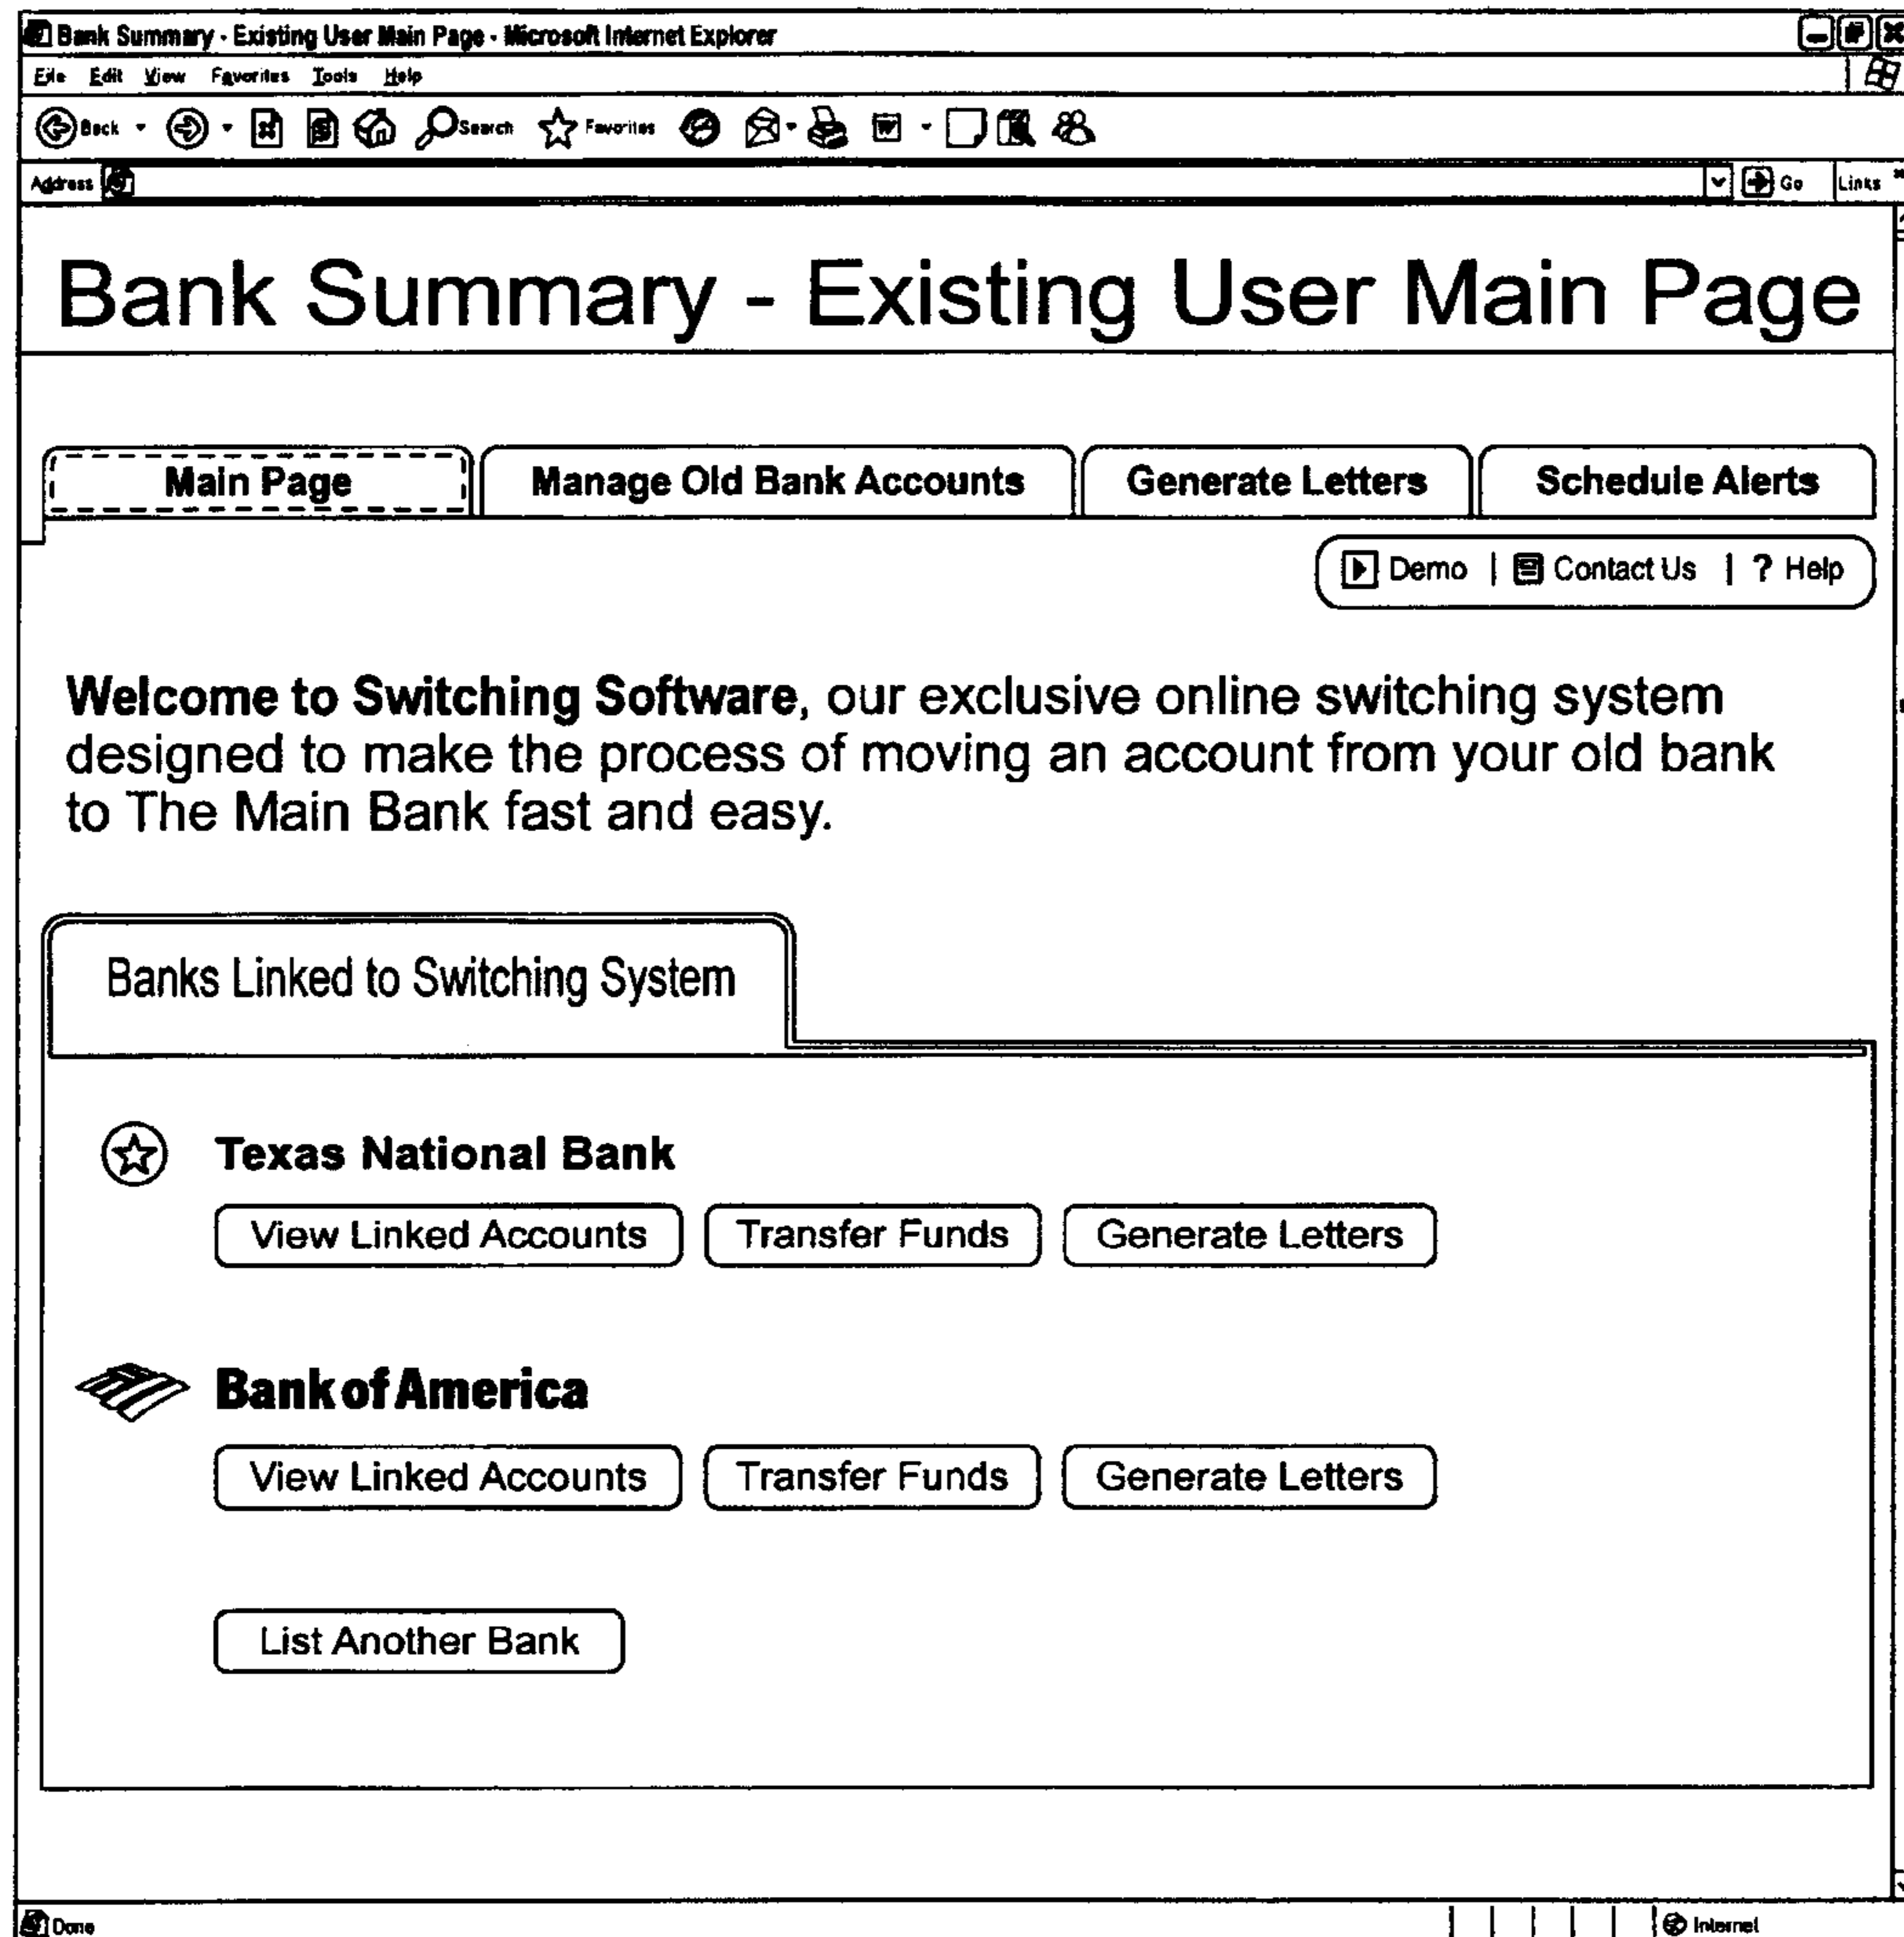 Bank Summary - Existing User Main Page - Microsoft Internet Explorer
File Edit View Favorites Tools Help
Back Search Favorites
Address Go Links
Bank Summary - Existing User Main Page
Main Page Manage Old Bank Accounts Generate Letters Schedule Alerts
Demo | Contact Us | ? Help
Welcome to Switching Software, our exclusive online switching system
designed to make the process of moving an account from your old bank
to The Main Bank fast and easy.
Banks Linked to Switching System
Texas National Bank
View Linked Accounts Transfer Funds Generate Letters
Bank of America
View Linked Accounts Transfer Funds Generate Letters
List Another Bank
Done Internet